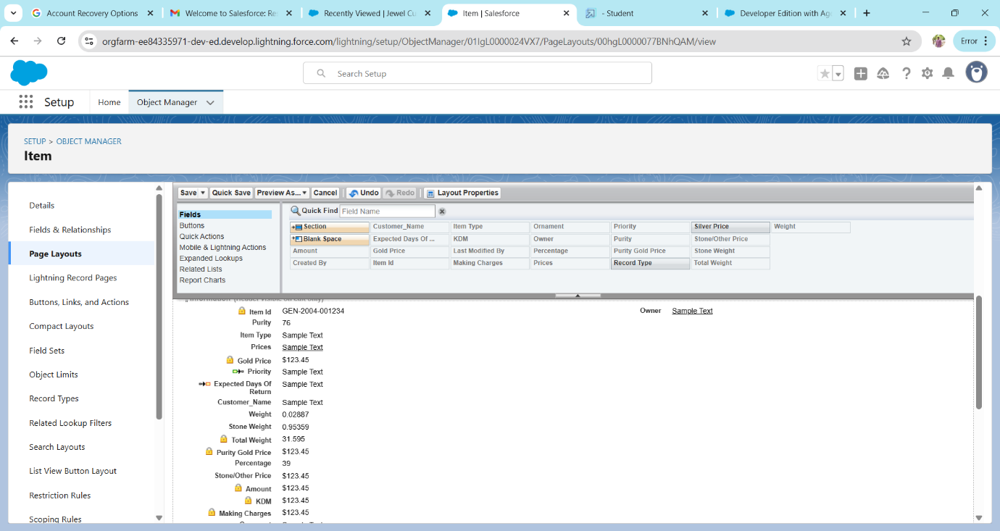 Account Recovery Options
Welcome to Salesforce: Re
Recently Viewed | Jewel Cu
Item | Salesforce
- Student
Developer Edition with Ag
orgfarm-ee84335971-dev-ed.develop.lightning.force.com/lightning/setup/ObjectManager/01IgL0000024VX7/PageLayouts/00hgL0000077BNhQAM/view
Error
Search Setup
Setup
Home
Object Manager
SETUP > OBJECT MANAGER
Item
Details
Fields & Relationships
Page Layouts
Lightning Record Pages
Buttons, Links, and Actions
Compact Layouts
Field Sets
Object Limits
Record Types
Related Lookup Filters
Search Layouts
List View Button Layout
Restriction Rules
Scoping Rules
Save Quick Save Preview As... Cancel Undo Redo Layout Properties
Fields
Buttons
Quick Actions
Mobile & Lightning Actions
Expanded Lookups
Related Lists
Report Charts
Quick Find Field Name
Section Customer_Name Item Type Ornament Priority Silver Price Weight
Blank Space Expected Days Of ... KDM Owner Purity Stone/Other Price
Amount Gold Price Last Modified By Percentage Purity Gold Price Stone Weight
Created By Item Id Making Charges Prices Record Type Total Weight
Item Id GEN-2004-001234 Owner Sample Text
Purity 76
Item Type Sample Text
Prices Sample Text
Gold Price $123.45
Priority Sample Text
Expected Days Of Sample Text
Return
Customer_Name Sample Text
Weight 0.02887
Stone Weight 0.95359
Total Weight 31.595
Purity Gold Price $123.45
Percentage 39
Stone/Other Price $123.45
Amount $123.45
KDM $123.45
Making Charges $123.45